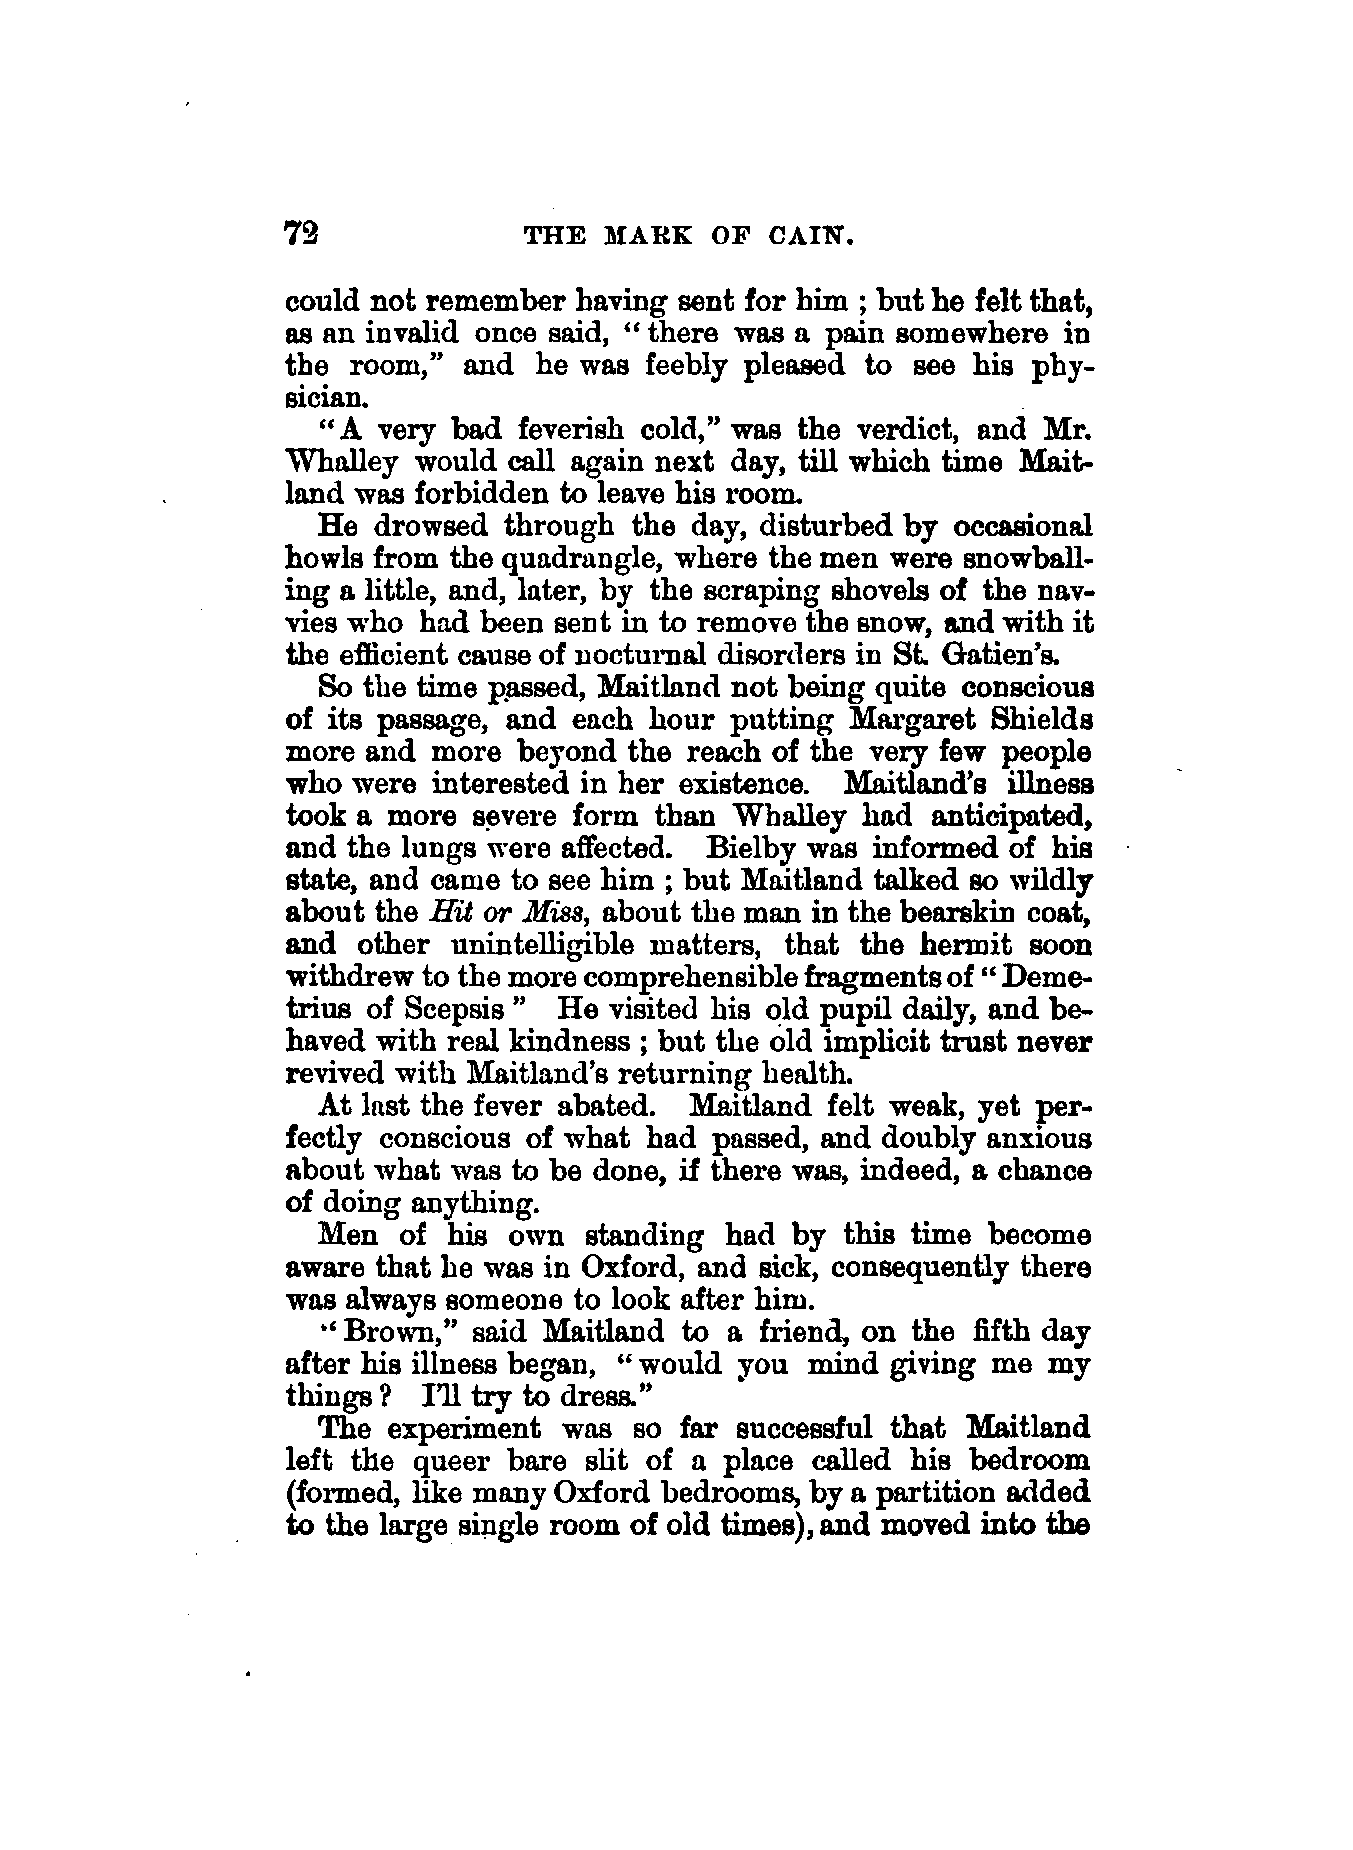 72 THE MARK OF CAIN.
could not remember having sent for him ; but he felt that,
as an invalid once said, “ there was a pain somewhere in
the room,” and he was feebly pleased to see his phy-
sician.
“A very bad feverish cold,” was the verdict, and Mr.
Whalley would call again next day, till which time Mait-
land was forbidden to leave his room.
He drowsed through the day, disturbed by occasional
howls from the quadrangle, where the men were snowball-
ing a little, and, later, by the scraping shovels of the nav-
vies who had been sent in to remove the snow, and with it
the efficient cause of nocturnal disorders in St. Gatien’s.
So the time passed, Maitland not being quite conscious
of its passage, and each hour putting Margaret Shields
more and more beyond the reach of the very few people
who were interested in her existence. Maitland’s illness
took a more severe form than Whalley had anticipated,
and the lungs were affected. Bielby was informed of his
state, and came to see him ; but Maitland talked so wildly
about the Hit or Miss, about the man in the bearskin coat,
and other unintelligible matters, that the hermit soon
withdrew to the more comprehensible fragments of “ Deme-
trius of Scepsis ” He visited his old pupil daily, and be-
haved with real kindness ; but the old implicit trust never
revived with Maitland’s returning health.
At last the fever abated. Maitland felt weak, yet per-
fectly conscious of what had passed, and doubly anxious
about what was to be done, if there was, indeed, a chance
of doing anything.
Men of his own standing had by this time become
aware that he was in Oxford, and sick, consequently there
was always someone to look after him.
“ Brown,” said Maitland to a friend, on the fifth day
after his illness began, “ would you mind giving me my
things ? I’ll try to dress.”
The experiment was so far successful that Maitland
left the queer bare slit of a place called his bedroom
(formed, like many Oxford bedrooms, by a partition added
to the large single room of old times), and moved into the